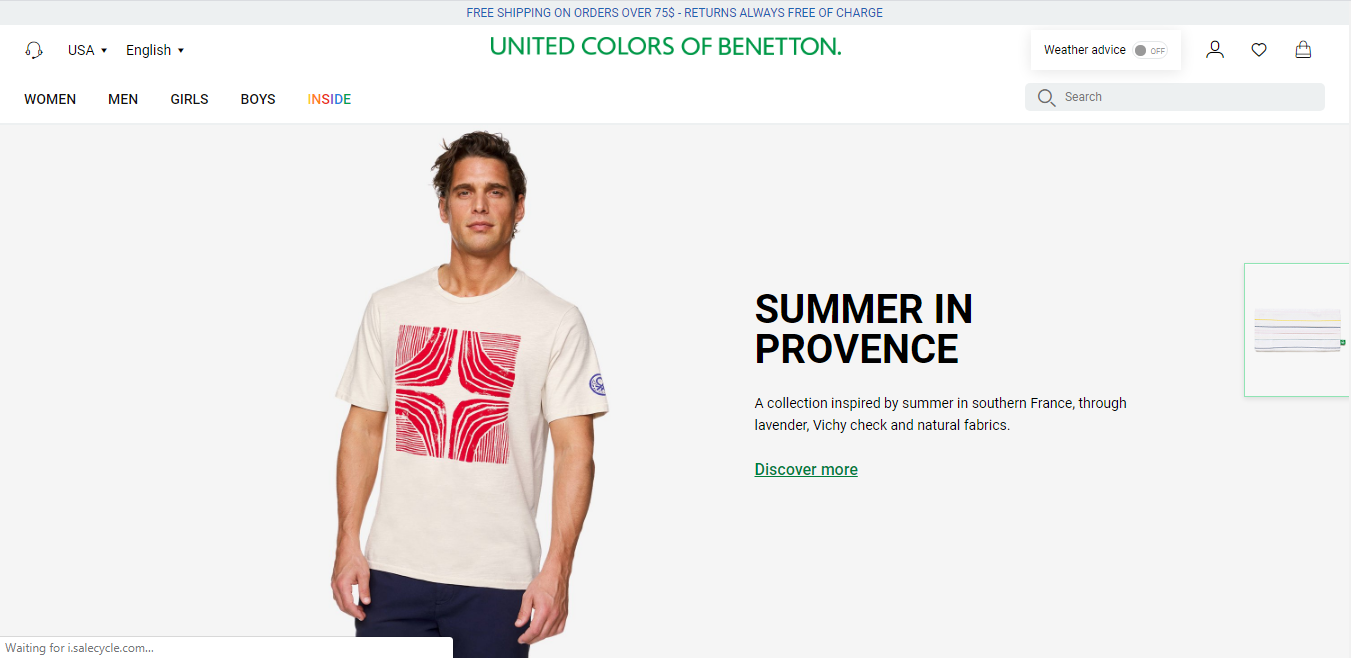 FREE SHIPPING ON ORDERS OVER 75$ - RETURNS ALWAYS FREE OF CHARGE
USA English UNITED COLORS OF BENETTON. Weather advice OFF
WOMEN MEN GIRLS BOYS INSIDE Search
SUMMER IN
PROVENCE
A collection inspired by summer in southern France, through
lavender, Vichy check and natural fabrics.
Discover more
Waiting for i.salecycle.com...